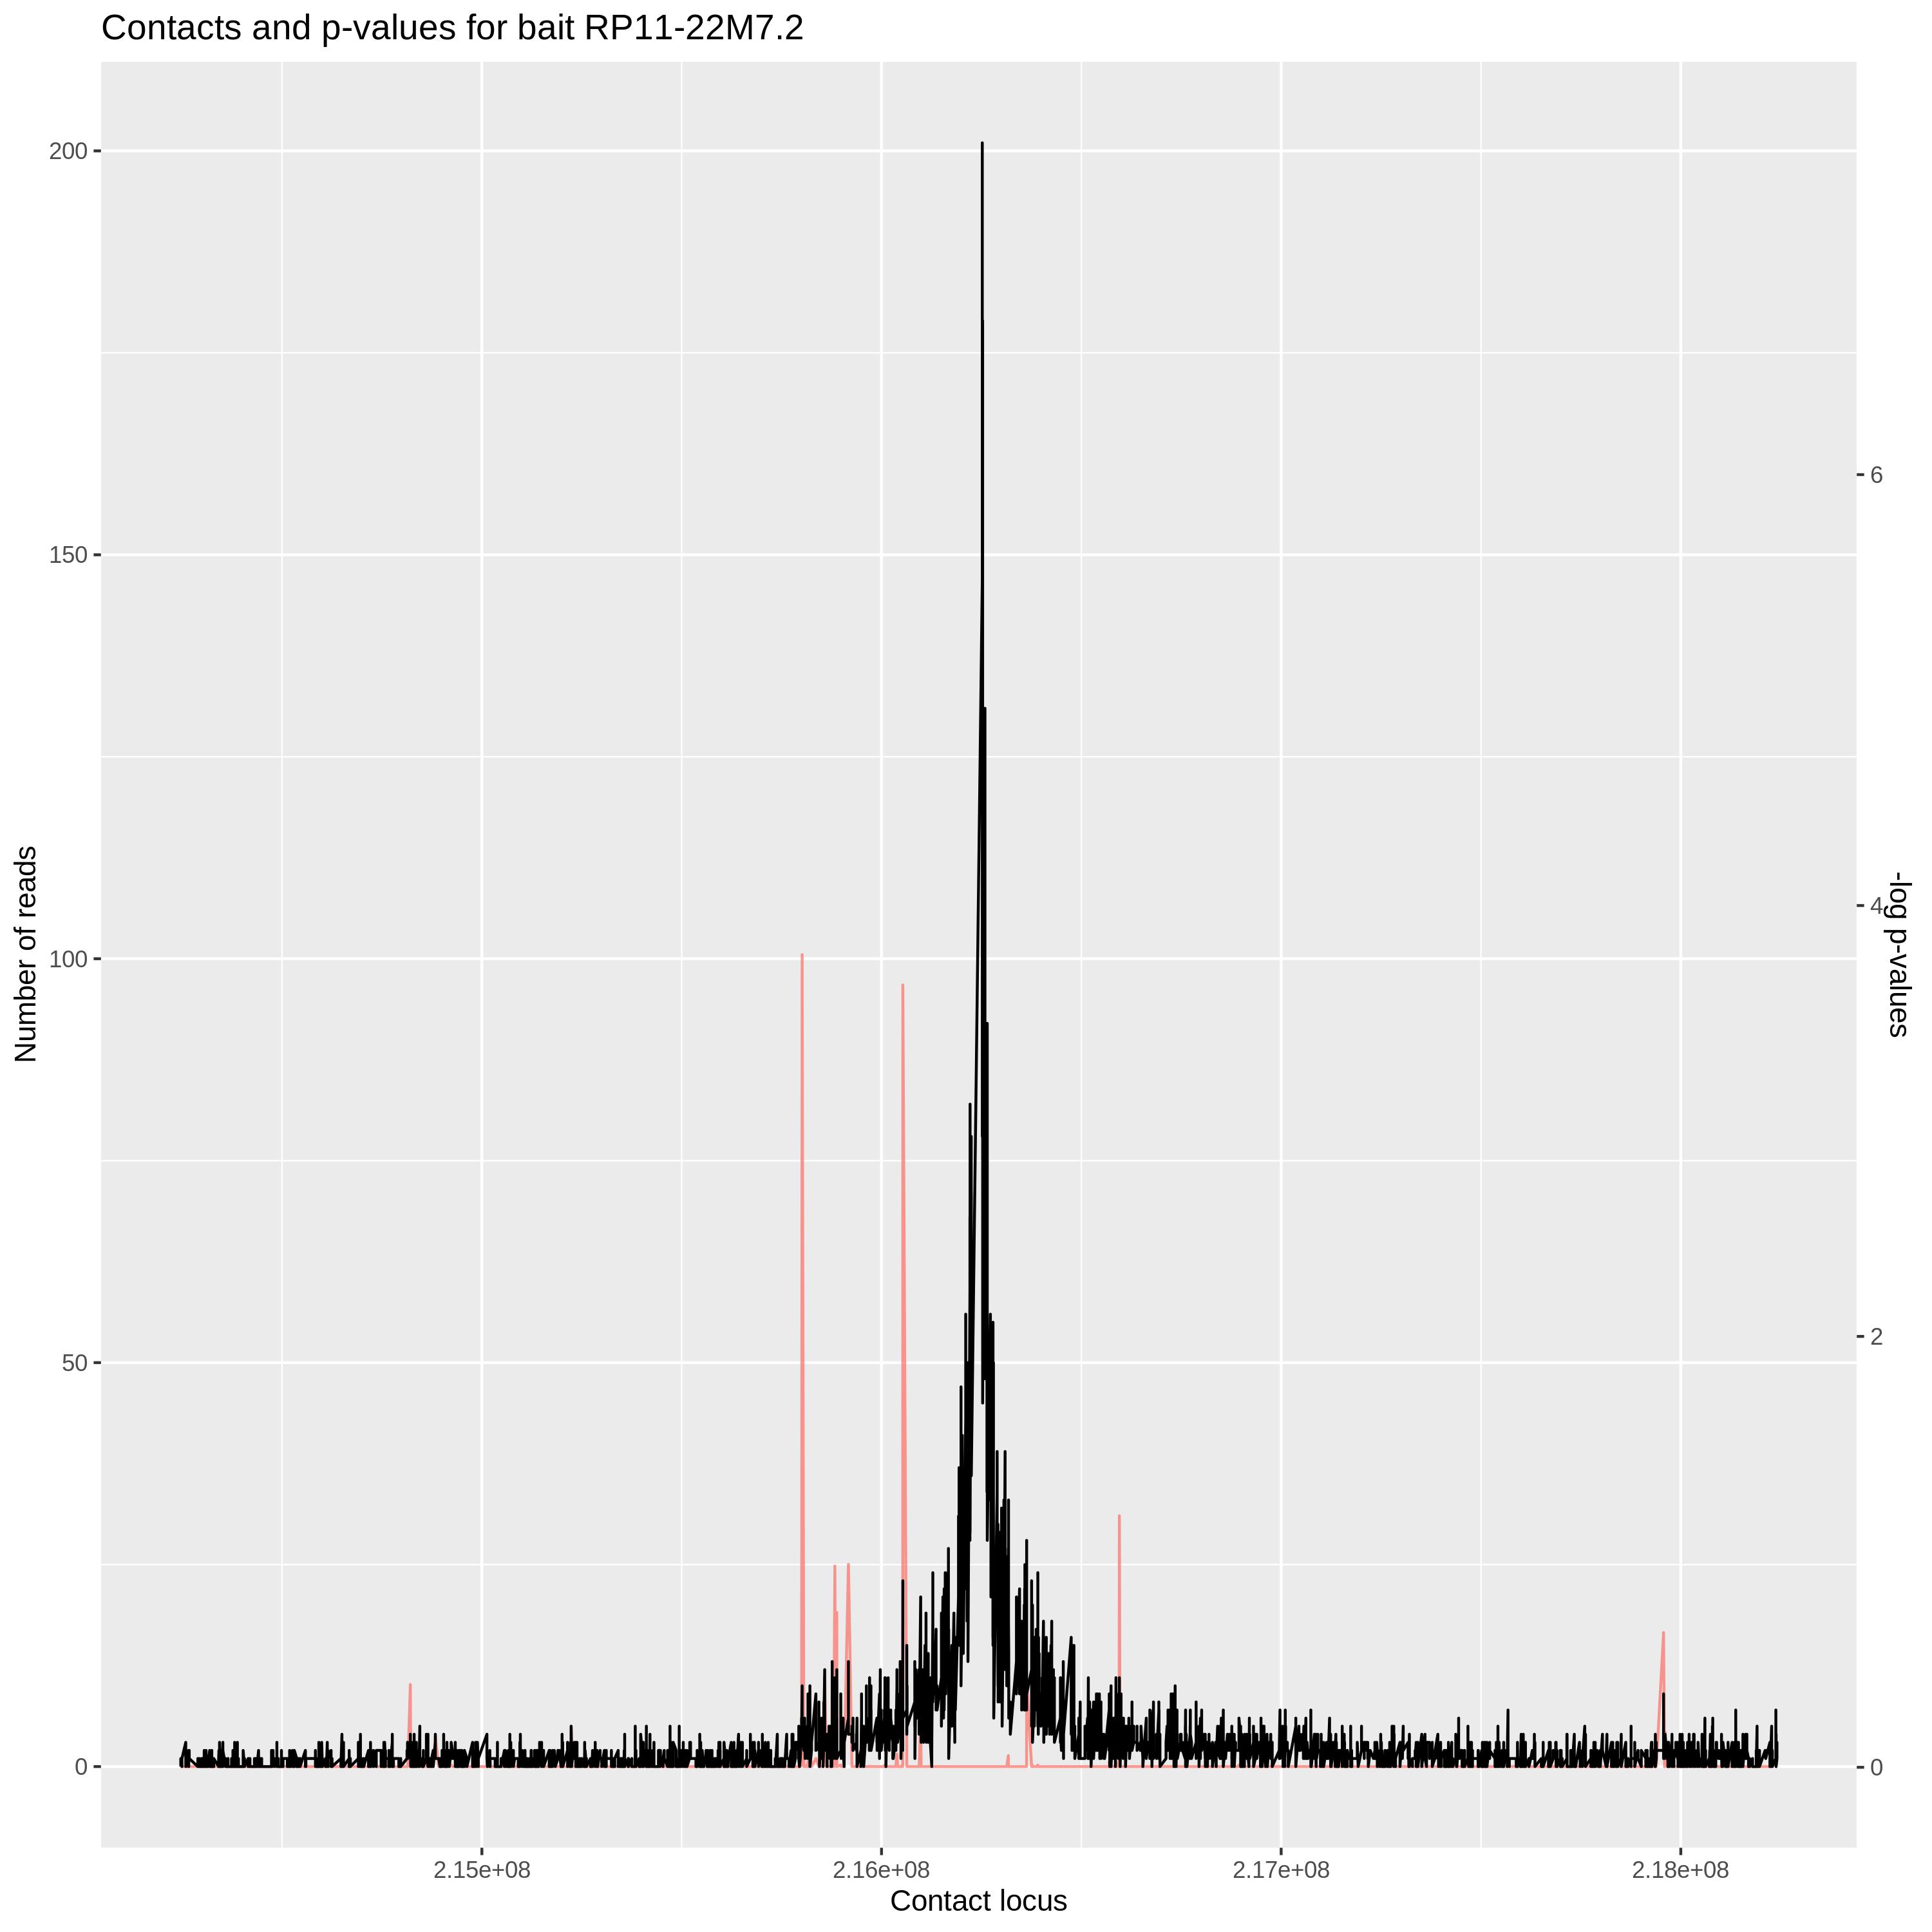 Contacts and p-values for bait RP11-22M7.2
200
150
100
50
0
Number of reads
6
4
2
0
-log p-values
2.15e+08
2.16e+08
2.17e+08
2.18e+08
Contact locus